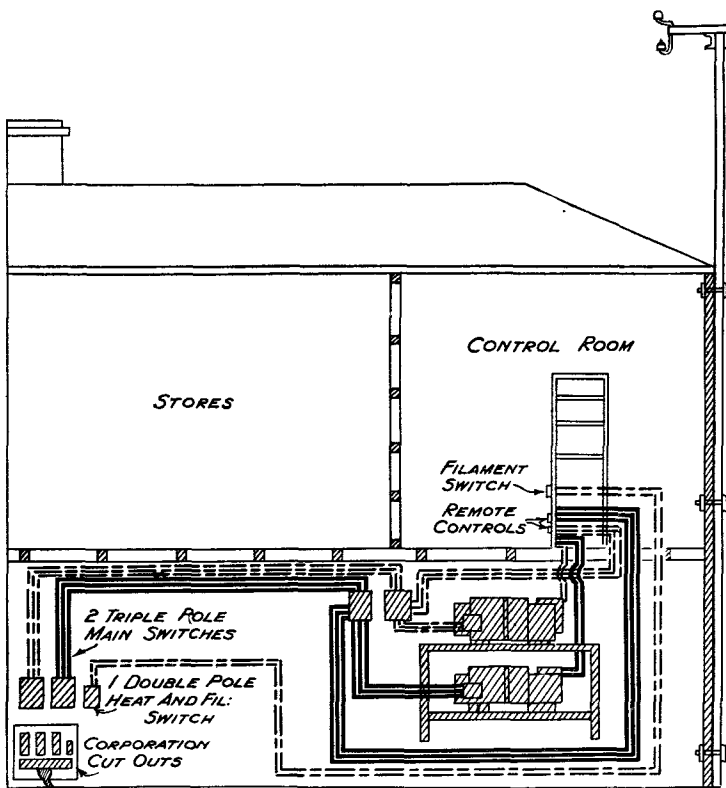 CONTROL ROOM
STORES
FILAMENT
SWITCH
REMOTE
CONTROLS
2 TRIPLE POLE
MAIN SWITCHES
1 DOUBLE POLE
HEAT AND FIL:
SWITCH
CORPORATION
CUT OUTS